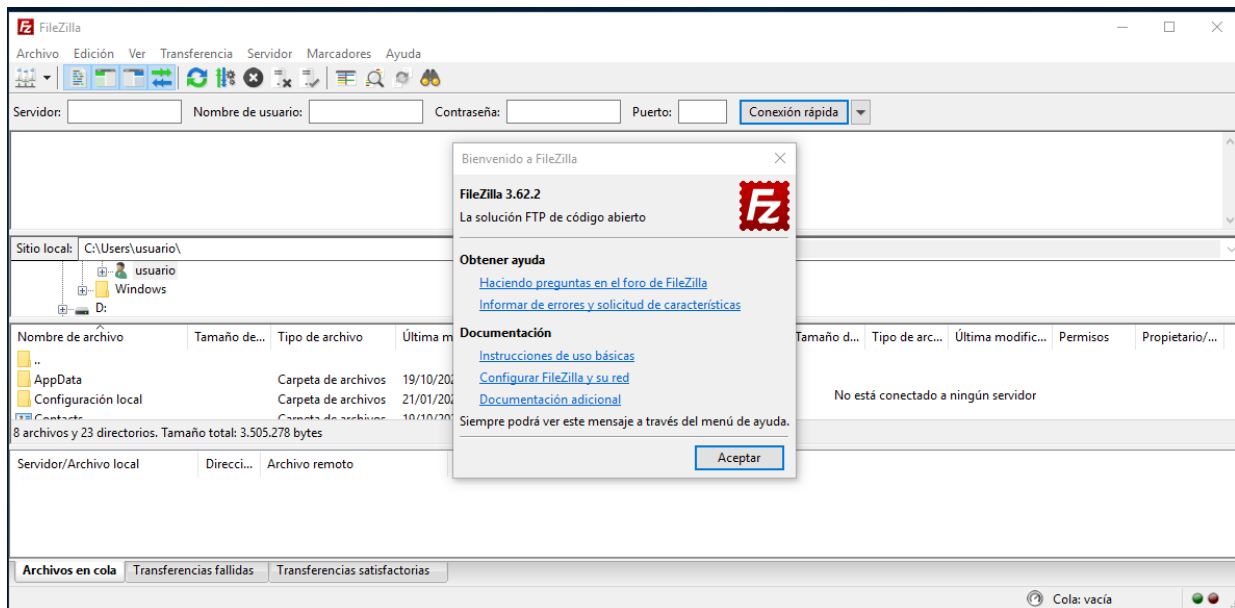 FileZilla
Archivo Edición Ver Transferencia Servidor Marcadores Ayuda
Servidor: Nombre de usuario: Contraseña: Puerto: Conexión rápida
Bienvenido a FileZilla
FileZilla 3.62.2
La solución FTP de código abierto
Obtener ayuda
Haciendo preguntas en el foro de FileZilla
Informar de errores y solicitud de características
Documentación
Instrucciones de uso básicas
Configurar FileZilla y su red
Documentación adicional
Siempre podrá ver este mensaje a través del menú de ayuda.
Aceptar
Sitio local: C:\Users\usuario\
usuario
Windows
D:
Nombre de archivo Tamaño de... Tipo de archivo Última m
..
AppData Carpeta de archivos 19/10/202
Configuración local Carpeta de archivos 21/01/202
Contacts Carpeta de archivos 19/10/202
8 archivos y 23 directorios. Tamaño total: 3.505.278 bytes
Tamaño d... Tipo de arc... Última modific... Permisos Propietario/...
No está conectado a ningún servidor
Servidor/Archivo local Direcci... Archivo remoto
Archivos en cola Transferencias fallidas Transferencias satisfactorias
Cola: vacía